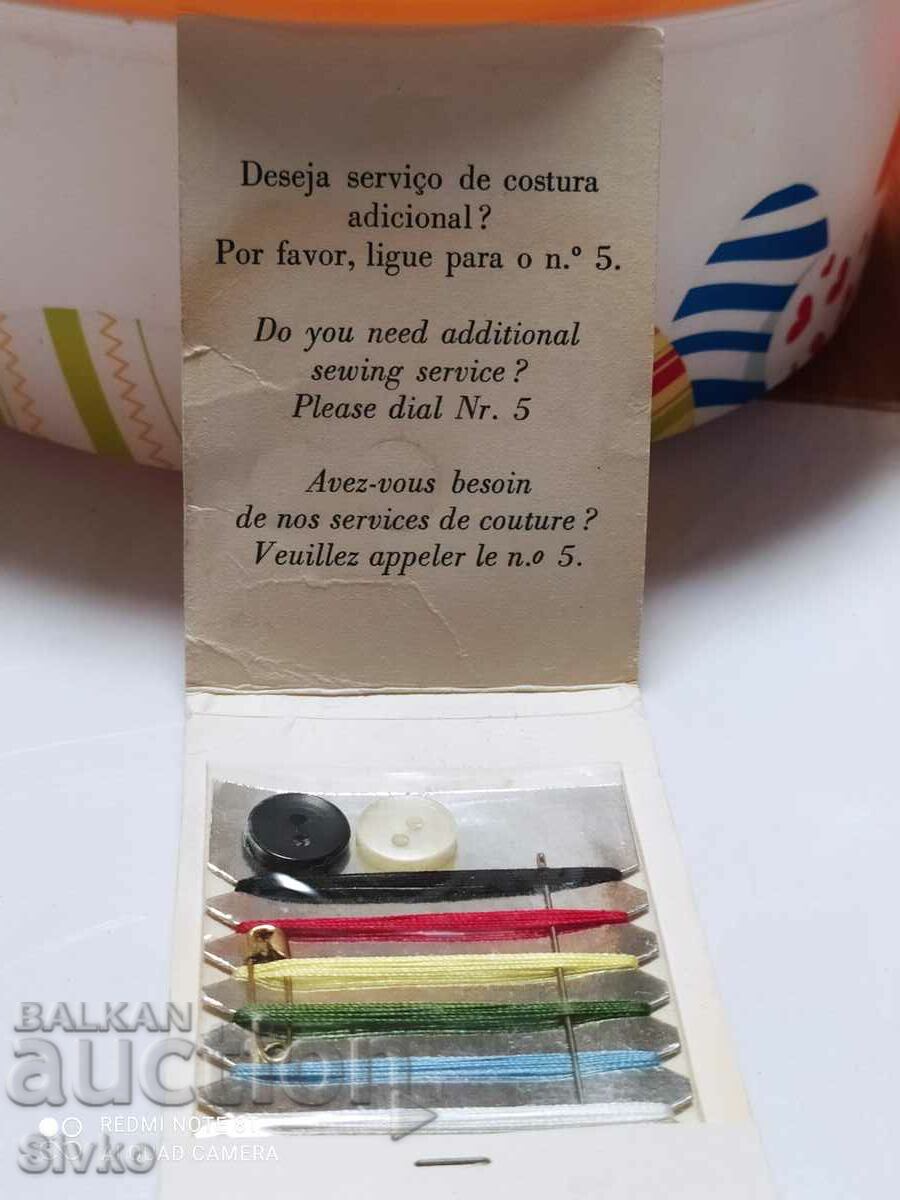 Deseja serviço de costura
adicional?
Por favor, ligue para o n.º 5.
Do you need additional
sewing service?
Please dial Nr. 5
Avez-vous besoin
de nos services de couture?
Veuillez appeler le n.o 5.
BALKAN
auction
REDMI NOTE 8
AI QUAD CAMERA
Sivko